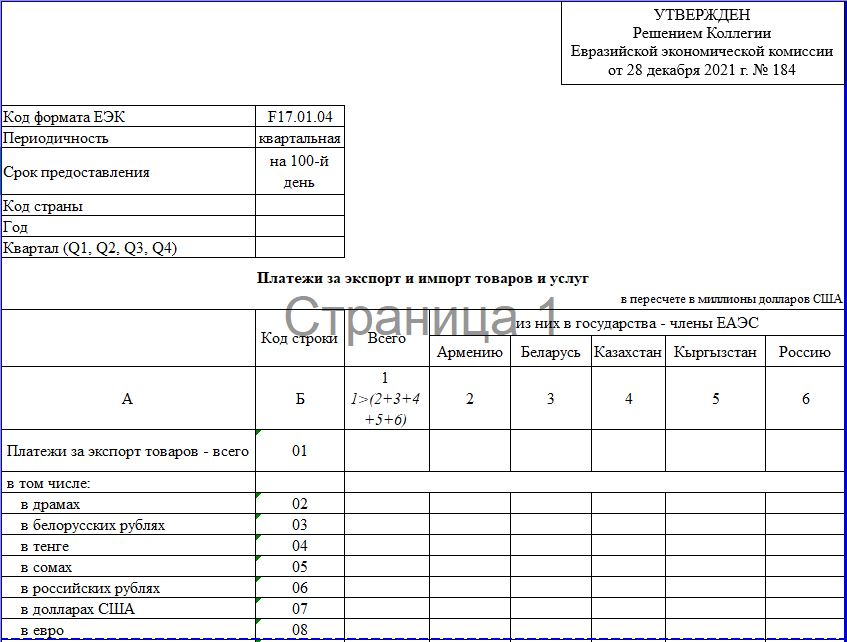 УТВЕРЖДЕН
Решением Коллегии
Евразийской экономической комиссии
от 28 декабря 2021 г. № 184
Код формата ЕЭК F17.01.04
Периодичность квартальная
Срок предоставления на 100-й
день
Код страны
Год
Квартал (Q1, Q2, Q3, Q4)
Платежи за экспорт и импорт товаров и услуг
в пересчете в миллионы долларов США
Страница 1
Код строки Всего из них в государства - члены ЕАЭС
Армению Беларусь Казахстан Кыргызстан Россию
А Б 1 2 3 4 5 6
1>(2+3+4
+5+6)
Платежи за экспорт товаров - всего 01
в том числе:
в драмах 02
в белорусских рублях 03
в тенге 04
в сомах 05
в российских рублях 06
в долларах США 07
в евро 08